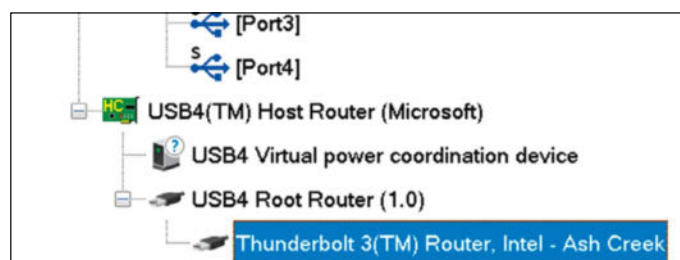 S [Port3]
S [Port4]
HC USB4(TM) Host Router (Microsoft)
? USB4 Virtual power coordination device
USB4 Root Router (1.0)
Thunderbolt 3(TM) Router, Intel - Ash Creek